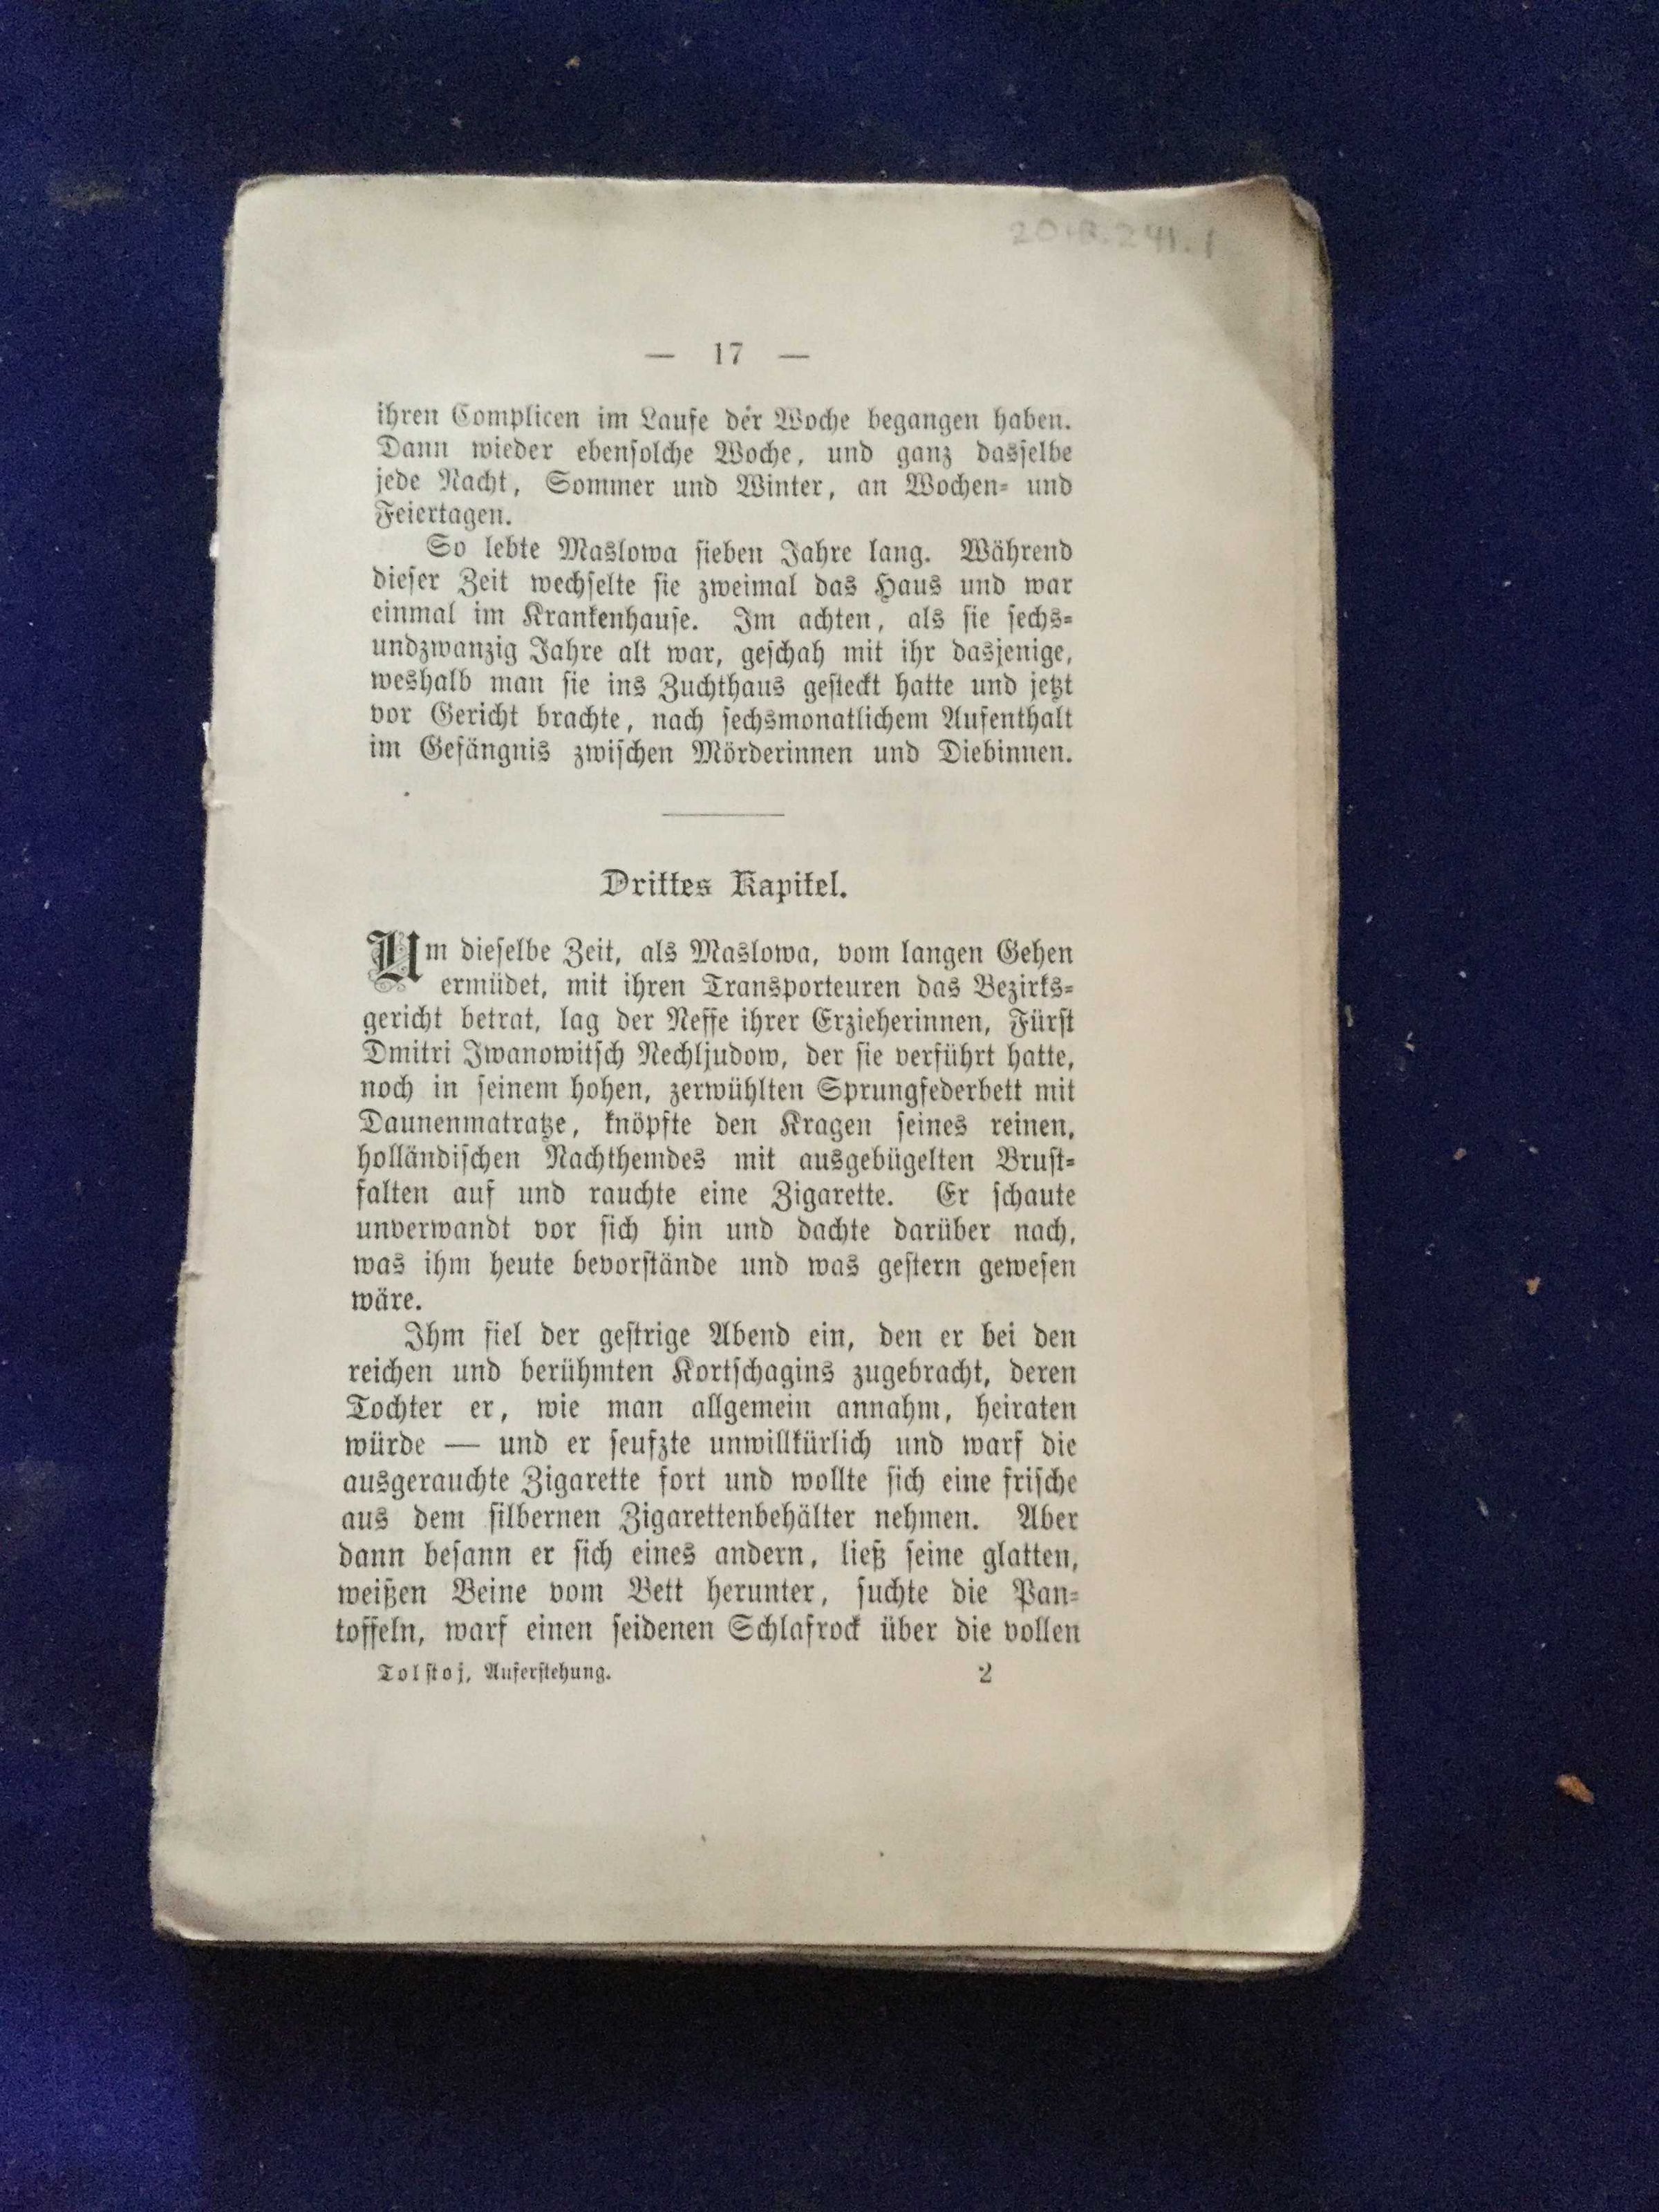 — 17 —
ihren Complicen im Laufe der Woche begangen haben.
Dann wieder ebensolche Woche, und ganz dasselbe
jede Nacht, Sommer und Winter, an Wochen- und
Feiertagen.
So lebte Maslowa sieben Jahre lang. Während
dieser Zeit wechselte sie zweimal das Haus und war
einmal im Krankenhause. Im achten, als sie sechs-
undzwanzig Jahre alt war, geschah mit ihr dasjenige,
weshalb man sie ins Zuchthaus gesteckt hatte und jetzt
vor Gericht brachte, nach sechsmonatlichem Aufenthalt
im Gefängnis zwischen Mörderinnen und Diebinnen.
Drittes Kapitel.
Um dieselbe Zeit, als Maslowa, vom langen Gehen
ermüdet, mit ihren Transporteuren das Bezirks-
gericht betrat, lag der Neffe ihrer Erzieherinnen, Fürst
Dmitri Iwanowitsch Nechljudow, der sie verführt hatte,
noch in seinem hohen, zerwühlten Sprungfederbett mit
Daunenmatratze, knöpfte den Kragen seines reinen,
holländischen Nachthemdes mit ausgebügelten Brust-
falten auf und rauchte eine Zigarette. Er schaute
unverwandt vor sich hin und dachte darüber nach,
was ihm heute bevorstände und was gestern gewesen
wäre.
Ihm fiel der gestrige Abend ein, den er bei den
reichen und berühmten Kortschagins zugebracht, deren
Tochter er, wie man allgemein annahm, heiraten
würde — und er seufzte unwillkürlich und warf die
ausgerauchte Zigarette fort und wollte sich eine frische
aus dem silbernen Zigarettenbehälter nehmen. Aber
dann besann er sich eines andern, ließ seine glatten,
weißen Beine vom Bett herunter, suchte die Pan-
toffeln, warf einen seidenen Schlafrock über die vollen
Tolstoj, Auferstehung. 2